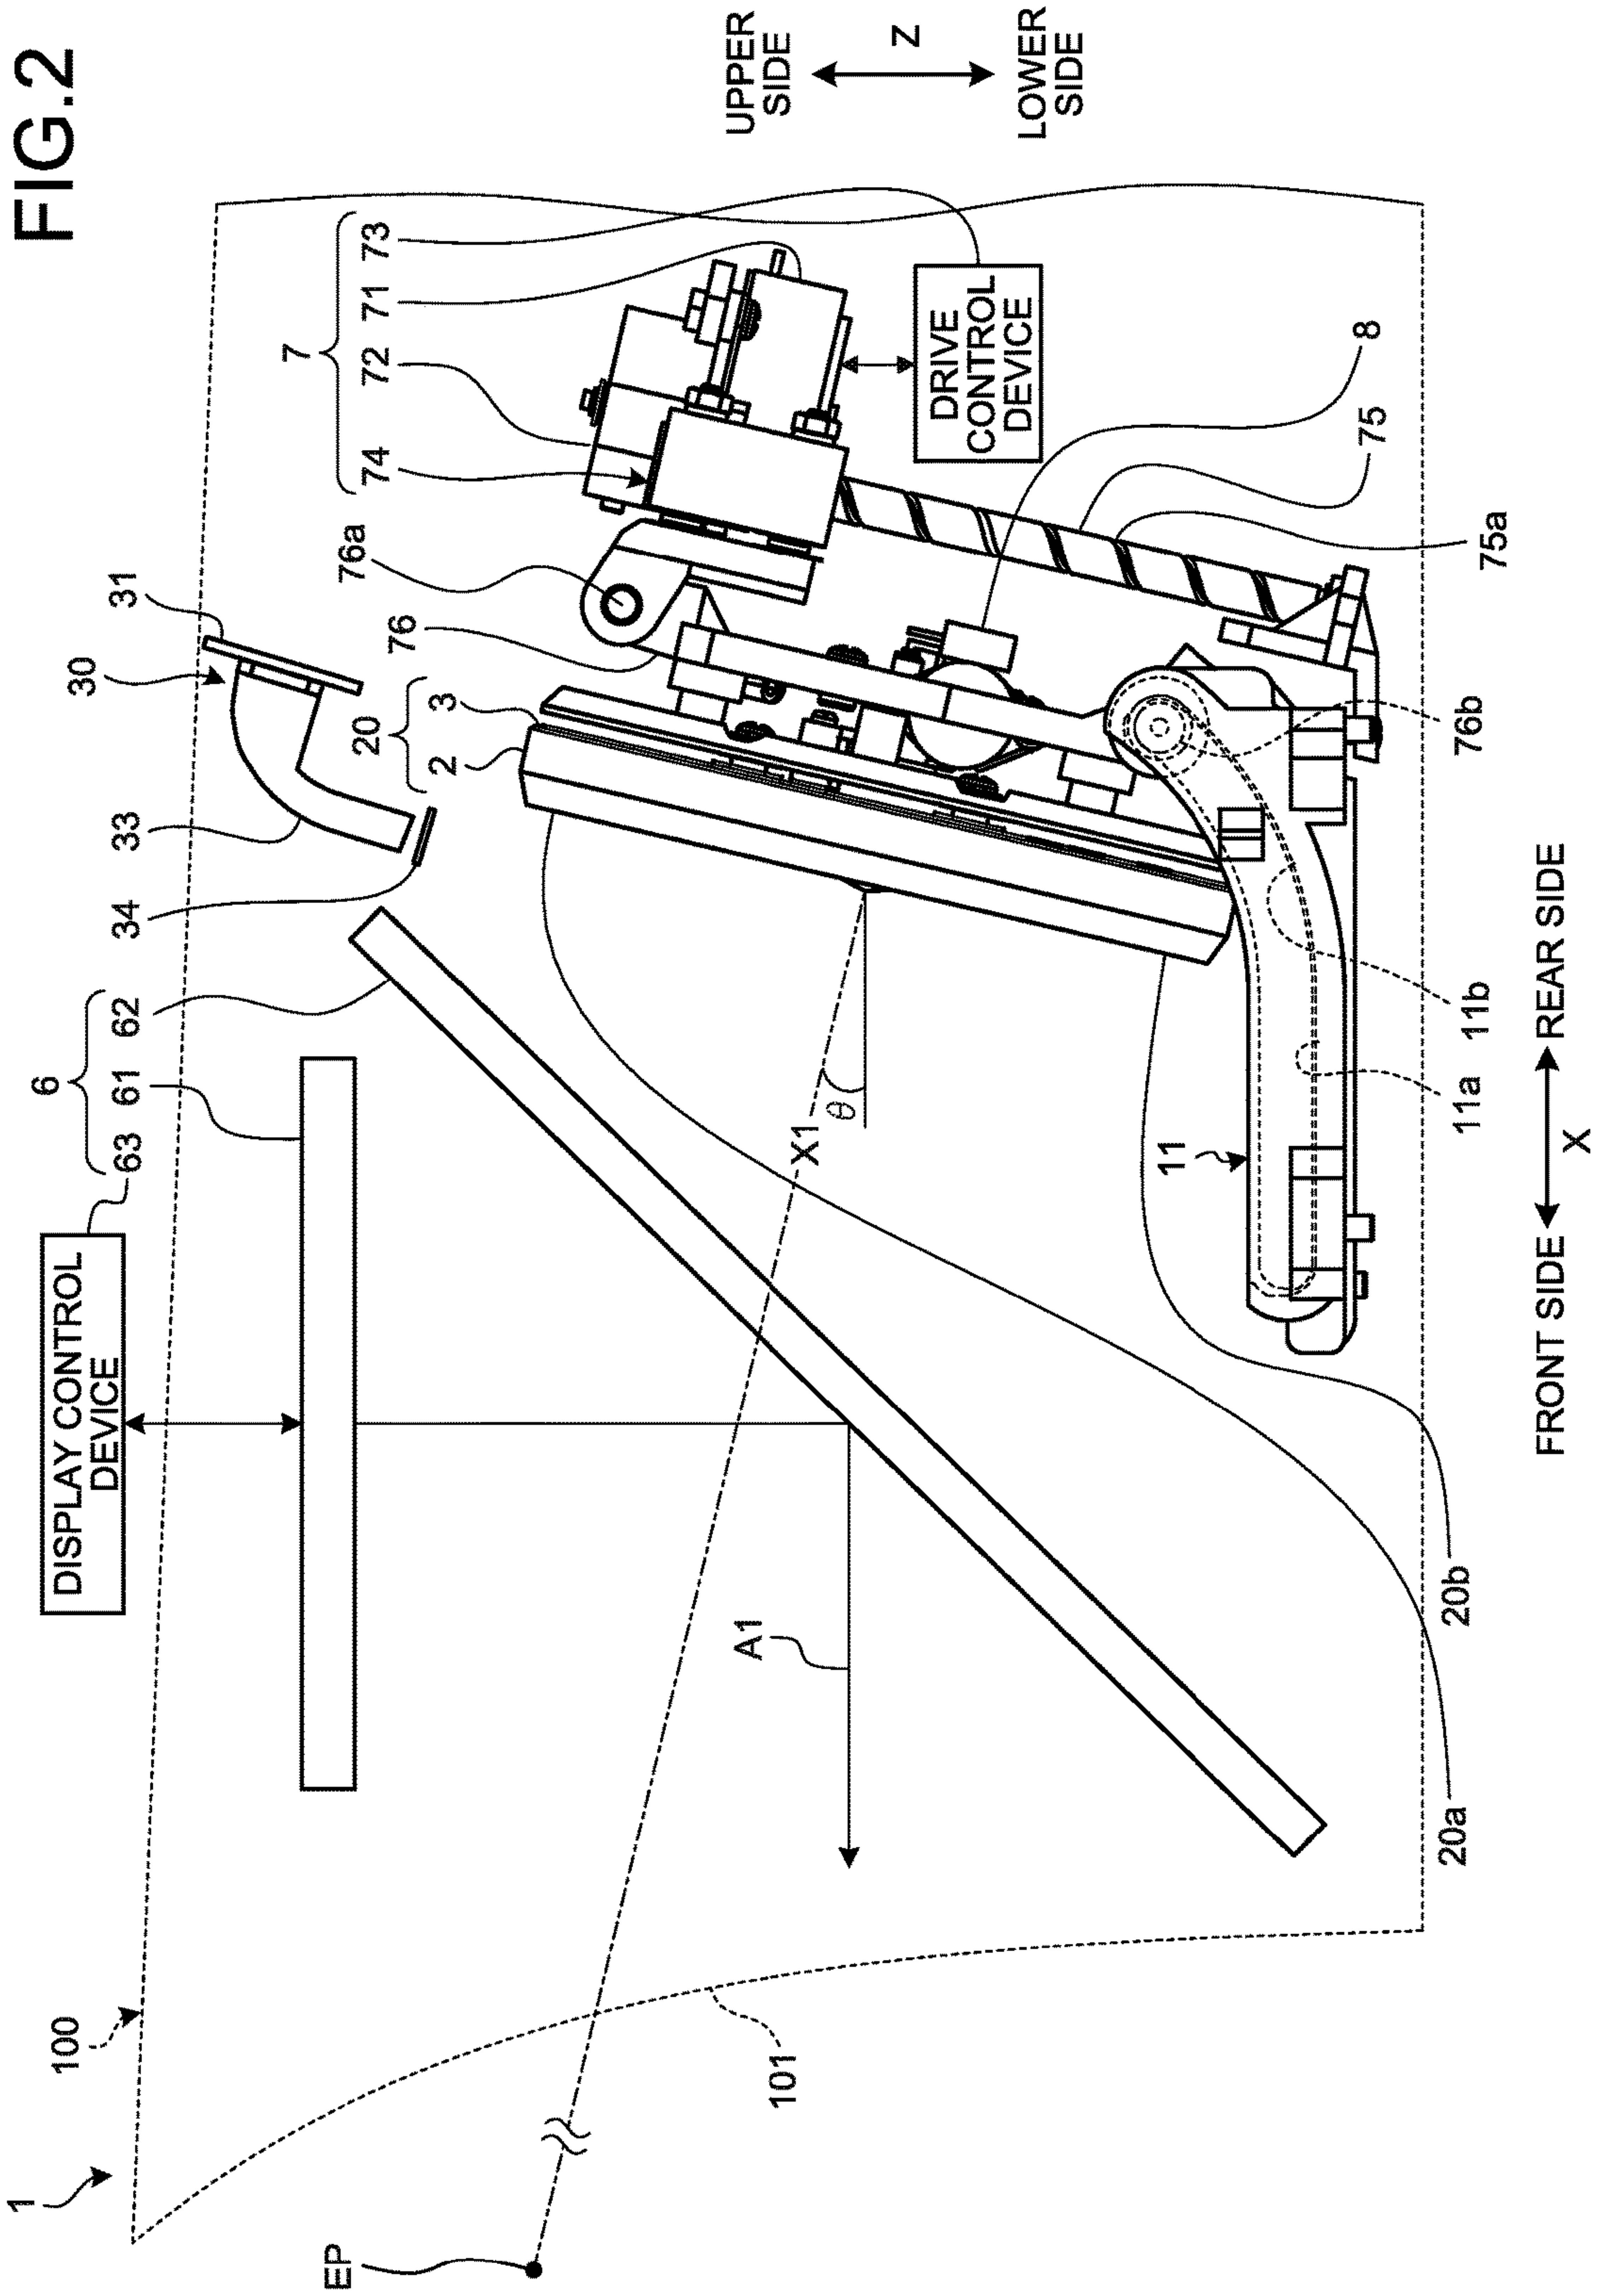 FIG.2
1
100
DISPLAY CONTROL
DEVICE
6
63 61 62
34
33
30
31
20
2 3
76
76a
7
74 72 71 73
UPPER
SIDE
Z
LOWER
SIDE
DRIVE
CONTROL
DEVICE
8
75
75a
76b
11b
11a
11
X1
θ
A1
EP
101
20a
20b
FRONT SIDE
REAR SIDE
X